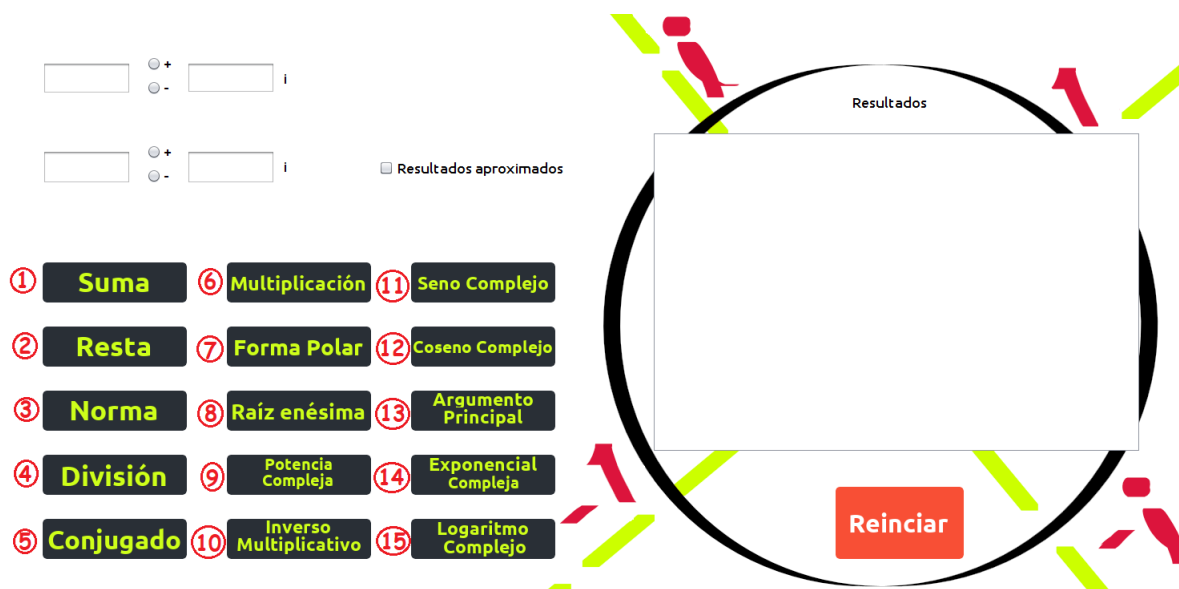 +
-
i
Resultados
+
-
i
Resultados aproximados
1 Suma
6 Multiplicación
11 Seno Complejo
2 Resta
7 Forma Polar
12 Coseno Complejo
3 Norma
8 Raíz enésima
13 Argumento
Principal
4 División
9 Potencia
Compleja
14 Exponencial
Compleja
5 Conjugado
10 Inverso
Multiplicativo
15 Logaritmo
Complejo
Reinciar